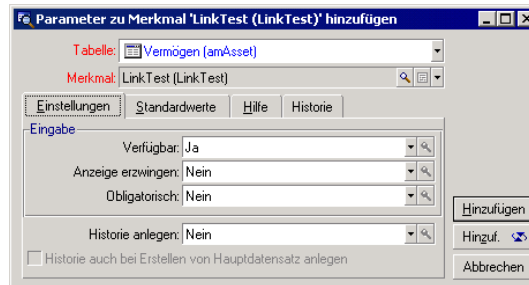 Parameter zu Merkmal 'LinkTest (LinkTest)' hinzufügen
Tabelle: Vermögen (amAsset)
Merkmal: LinkTest (LinkTest)
Einstellungen Standardwerte Hilfe Historie
Eingabe
Verfügbar: Ja
Anzeige erzwingen: Nein
Obligatorisch: Nein
Historie anlegen: Nein
Historie auch bei Erstellen von Hauptdatensatz anlegen
Hinzufügen
Hinzuf.
Abbrechen